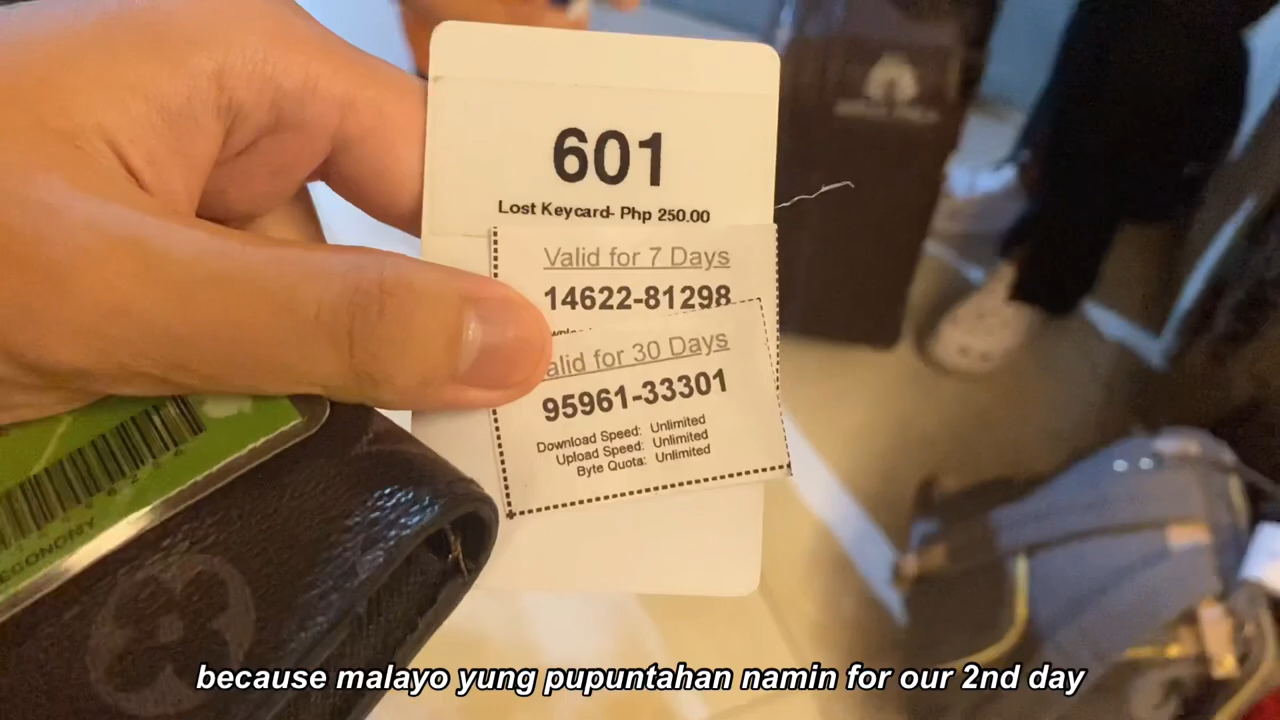 601
Lost Keycard- Php 250.00
Valid for 7 Days
14622-81298
alid for 30 Days
95961-33301
Download Speed: Unlimited
Upload Speed: Unlimited
Byte Quota: Unlimited
ECONOMY
because malayo yung pupuntahan namin for our 2nd day